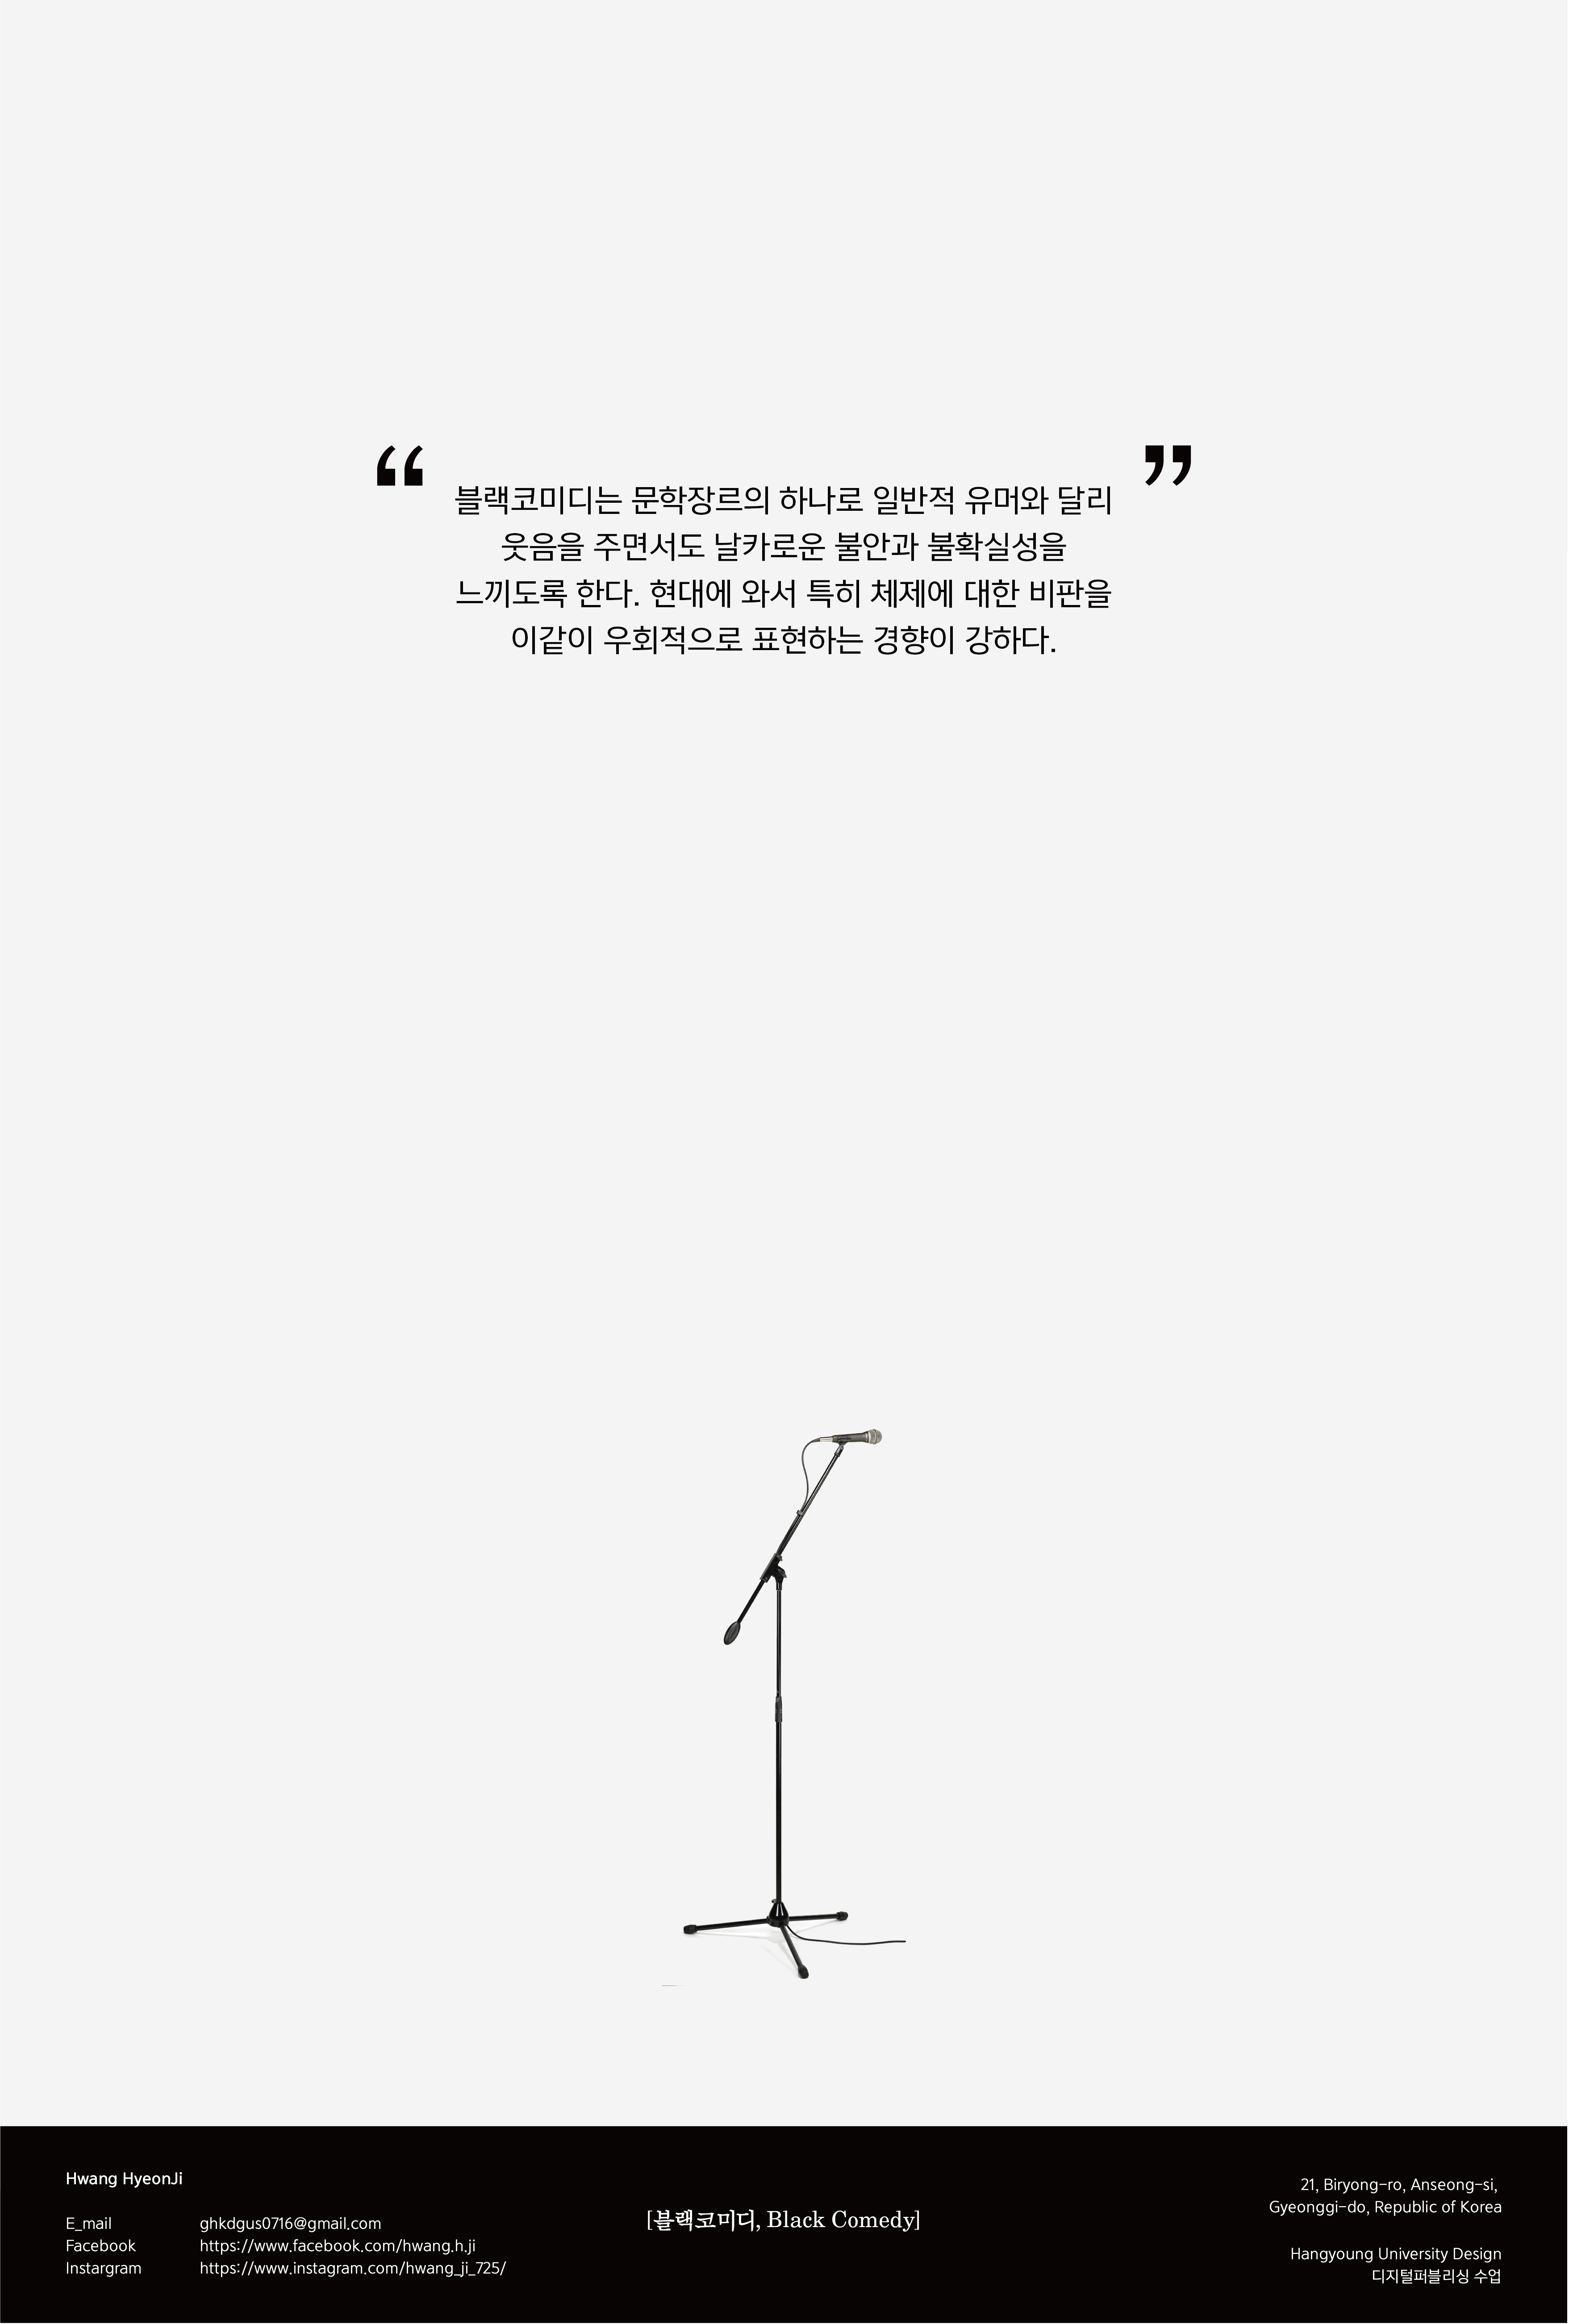 “ ”
블랙코미디는 문학장르의 하나로 일반적 유머와 달리
웃음을 주면서도 날카로운 불안과 불확실성을
느끼도록 한다. 현대에 와서 특히 체제에 대한 비판을
이같이 우회적으로 표현하는 경향이 강하다.
Hwang HyeonJi
E_mail ghkdgus0716@gmail.com
Facebook https://www.facebook.com/hwang.h.ji
Instargram https://www.instagram.com/hwang_ji_725/
[블랙코미디, Black Comedy]
21, Biryong-ro, Anseong-si,
Gyeonggi-do, Republic of Korea
Hangyoung University Design
디지털퍼블리싱 수업